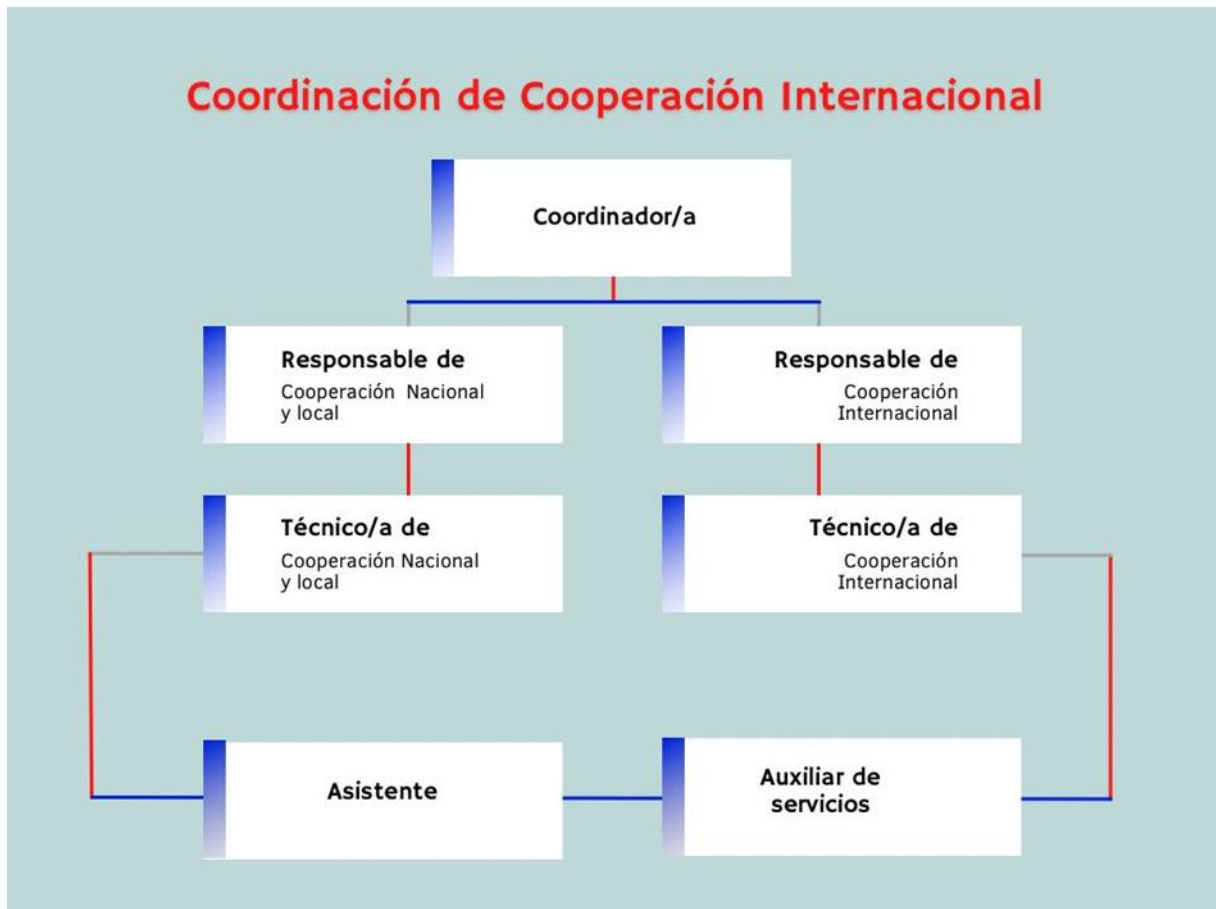 Coordinación de Cooperación Internacional
Coordinador/a
Responsable de
Cooperación Nacional
y local
Responsable de
Cooperación
Internacional
Técnico/a de
Cooperación Nacional
y local
Técnico/a de
Cooperación
Internacional
Asistente
Auxiliar de
servicios